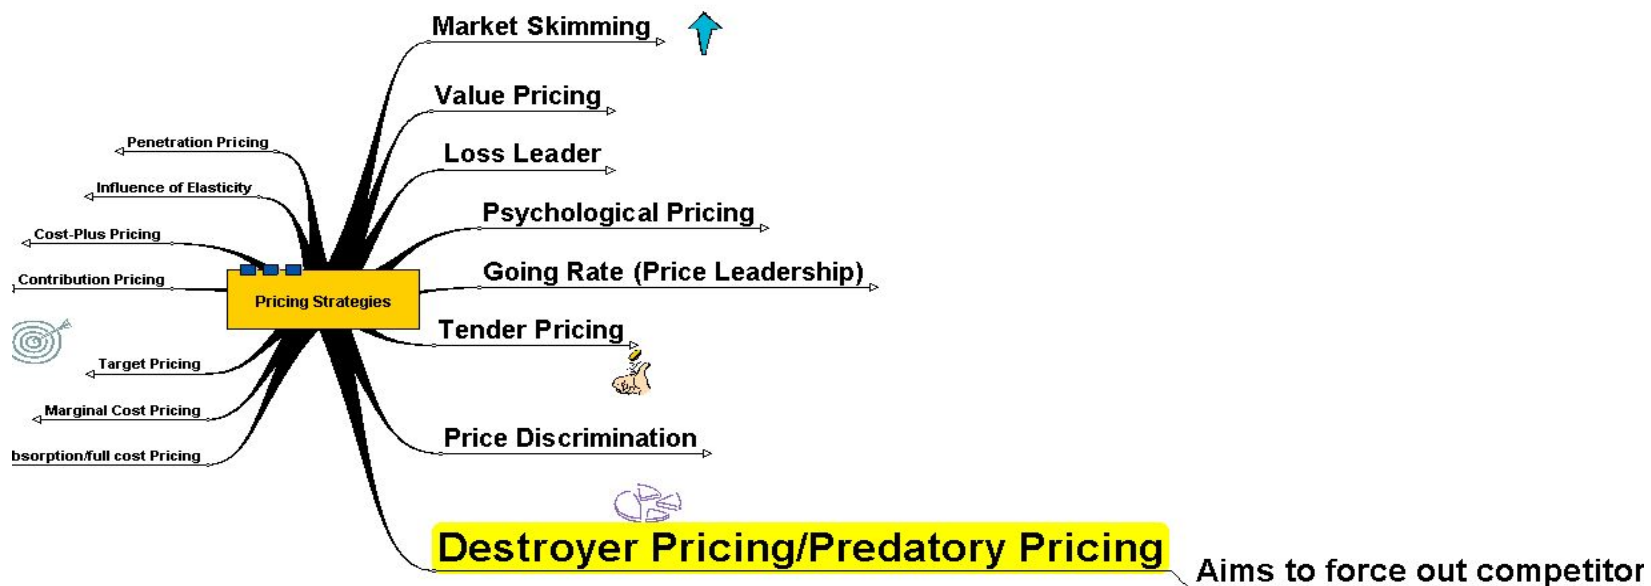 Market Skimming
Value Pricing
Penetration Pricing
Loss Leader
Influence of Elasticity
Psychological Pricing
Cost-Plus Pricing
Going Rate (Price Leadership)
Contribution Pricing
Pricing Strategies
Tender Pricing
Target Pricing
Marginal Cost Pricing
Price Discrimination
bsorption/full cost Pricing
Destroyer Pricing/Predatory Pricing
Aims to force out competitor